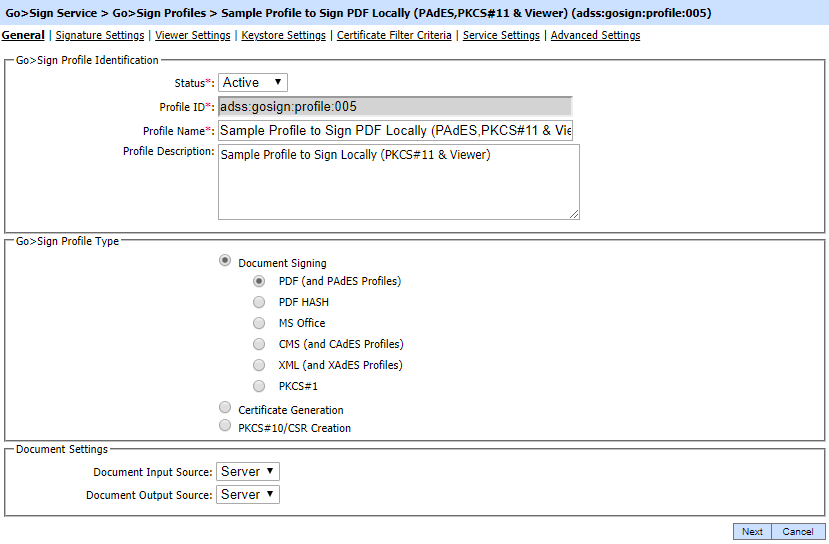 Go>Sign Service > Go>Sign Profiles > Sample Profile to Sign PDF Locally (PAdES,PKCS#11 & Viewer) (adss:gosign:profile:005)
General | Signature Settings | Viewer Settings | Keystore Settings | Certificate Filter Criteria | Service Settings | Advanced Settings
Go>Sign Profile Identification
Status*: Active
Profile ID*: adss:gosign:profile:005
Profile Name*: Sample Profile to Sign PDF Locally (PAdES,PKCS#11 & Vie
Profile Description: Sample Profile to Sign Locally (PKCS#11 & Viewer)
Go>Sign Profile Type
Document Signing
PDF (and PAdES Profiles)
PDF HASH
MS Office
CMS (and CAdES Profiles)
XML (and XAdES Profiles)
PKCS#1
Certificate Generation
PKCS#10/CSR Creation
Document Settings
Document Input Source: Server
Document Output Source: Server
Next Cancel